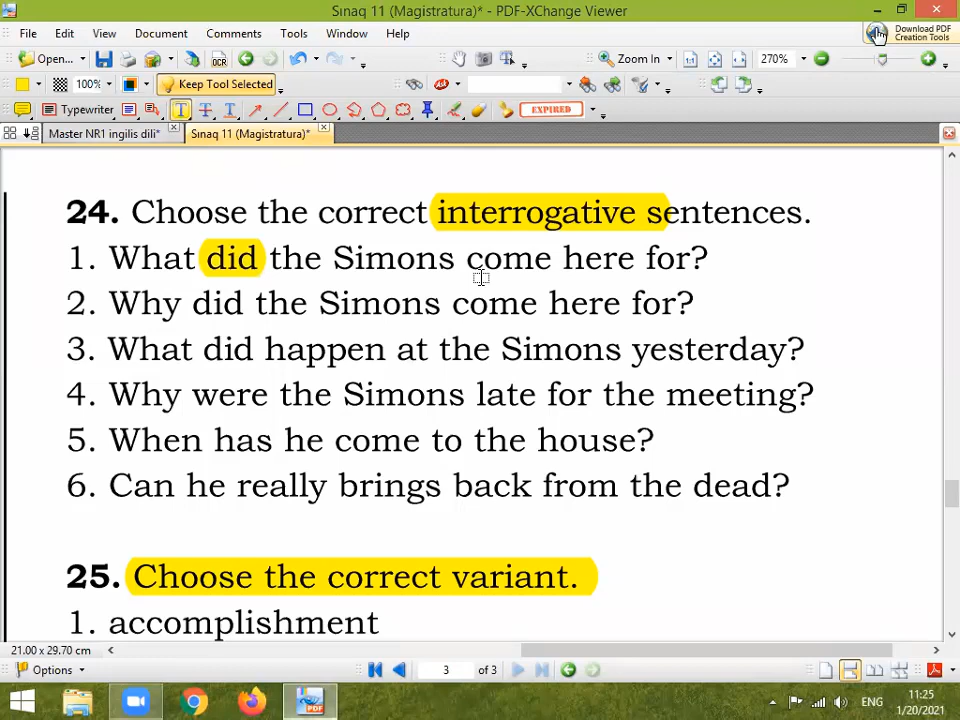 Sınaq 11 (Magistratura)* - PDF-XChange Viewer
File Edit View Document Comments Tools Window Help
Download PDF
Creation Tools
Open... OCR Zoom In 270%
100% Keep Tool Selected
Typewriter T T T EXPIRED
Master NR1 ingilis dili* Sınaq 11 (Magistratura)*
24. Choose the correct interrogative sentences.
1. What did the Simons come here for?
2. Why did the Simons come here for?
3. What did happen at the Simons yesterday?
4. Why were the Simons late for the meeting?
5. When has he come to the house?
6. Can he really brings back from the dead?
25. Choose the correct variant.
1. accomplishment
21.00 x 29.70 cm
Options 3 of 3
PDF ENG 11:25
1/20/2021